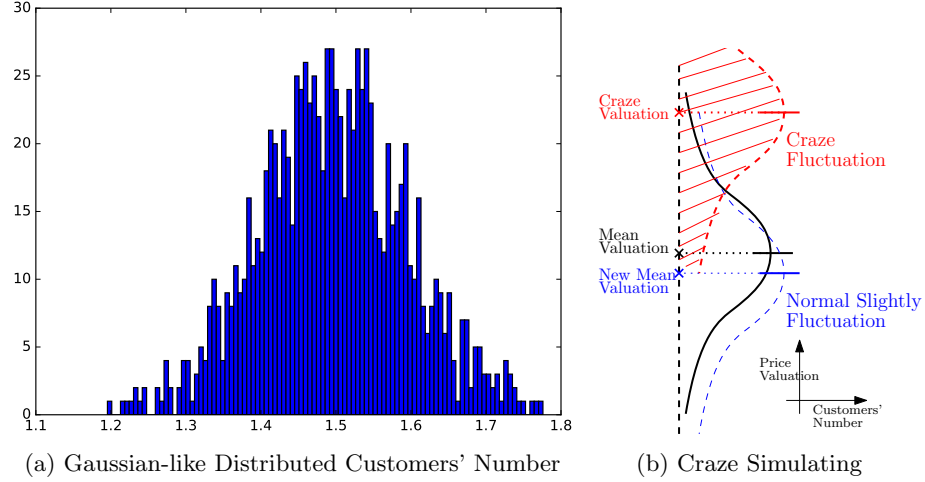 30
25
20
15
10
5
0
1.1 1.2 1.3 1.4 1.5 1.6 1.7 1.8
(a) Gaussian-like Distributed Customers' Number
Craze
Valuation
Craze
Fluctuation
Mean
Valuation
New Mean
Valuation
Normal Slightly
Fluctuation
Price
Valuation
Customers'
Number
(b) Craze Simulating